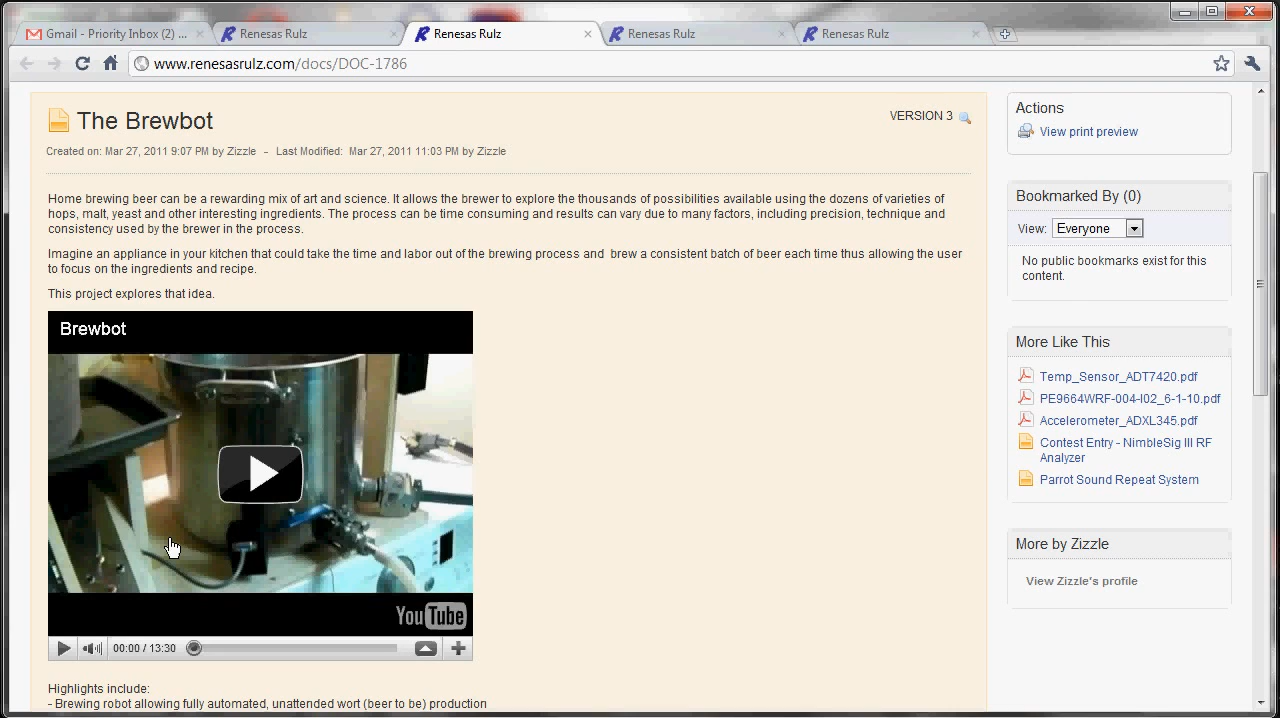 Gmail - Priority Inbox (2) ...
Renesas Rulz
Renesas Rulz
Renesas Rulz
Renesas Rulz
www.renesasrulz.com/docs/DOC-1786
The Brewbot
VERSION 3
Created on: Mar 27, 2011 9:07 PM by Zizzle - Last Modified: Mar 27, 2011 11:03 PM by Zizzle
Home brewing beer can be a rewarding mix of art and science. It allows the brewer to explore the thousands of possibilities available using the dozens of varieties of
hops, malt, yeast and other interesting ingredients. The process can be time consuming and results can vary due to many factors, including precision, technique and
consistency used by the brewer in the process.
Imagine an appliance in your kitchen that could take the time and labor out of the brewing process and brew a consistent batch of beer each time thus allowing the user
to focus on the ingredients and recipe.
This project explores that idea.
Brewbot
YouTube
00:00 / 13:30
Highlights include:
- Brewing robot allowing fully automated, unattended wort (beer to be) production
Actions
View print preview
Bookmarked By (0)
View: Everyone
No public bookmarks exist for this
content.
More Like This
Temp_Sensor_ADT7420.pdf
PE9664WRF-004-I02_6-1-10.pdf
Accelerometer_ADXL345.pdf
Contest Entry - NimbleSig III RF
Analyzer
Parrot Sound Repeat System
More by Zizzle
View Zizzle's profile